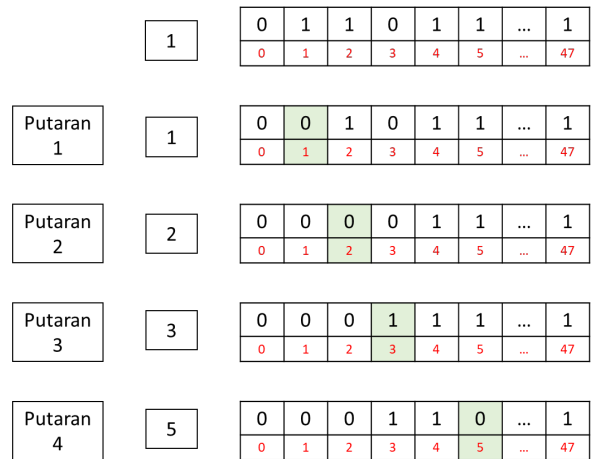 1
0 1 1 0 1 1 ... 1
0 1 2 3 4 5 ... 47
Putaran
1
1
0 0 1 0 1 1 ... 1
0 1 2 3 4 5 ... 47
Putaran
2
2
0 0 0 0 1 1 ... 1
0 1 2 3 4 5 ... 47
Putaran
3
3
0 0 0 1 1 1 ... 1
0 1 2 3 4 5 ... 47
Putaran
4
5
0 0 0 1 1 0 ... 1
0 1 2 3 4 5 ... 47